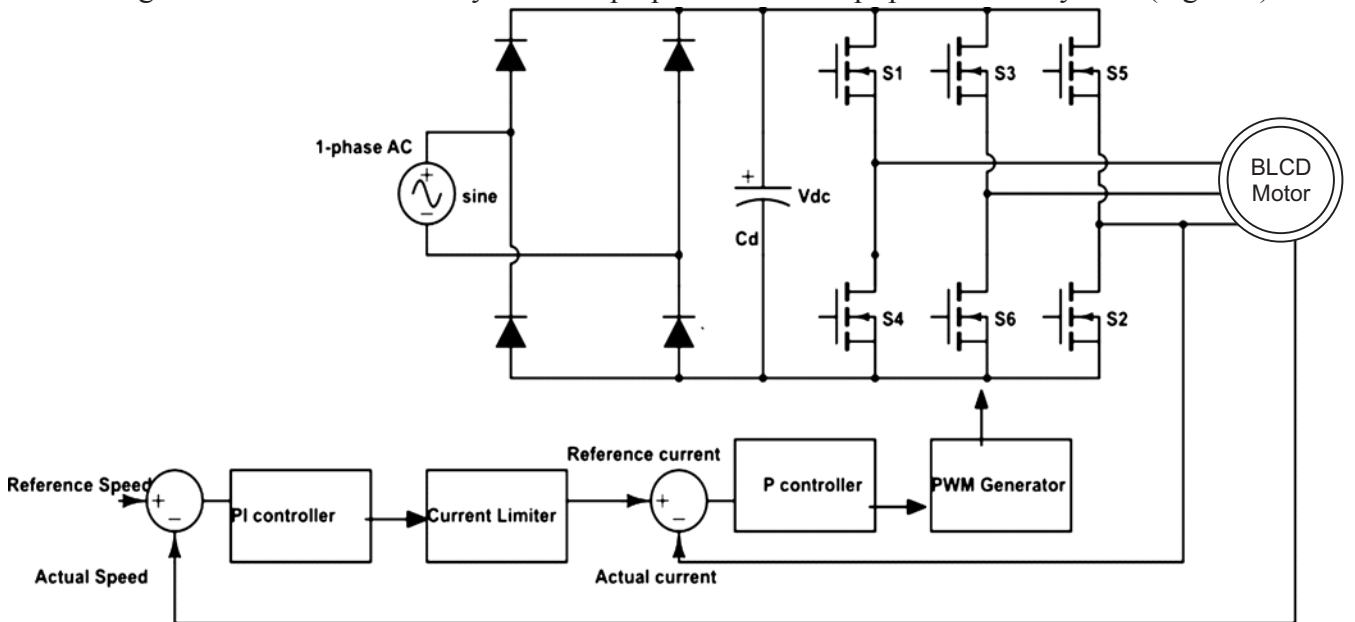 S1
S3
S5
1-phase AC
+
sine
−
+
Vdc
Cd
BLCD
Motor
S4
S6
S2
Reference current
Reference Speed
+
−
PI controller
Current Limiter
+
−
P controller
PWM Generator
Actual Speed
Actual current